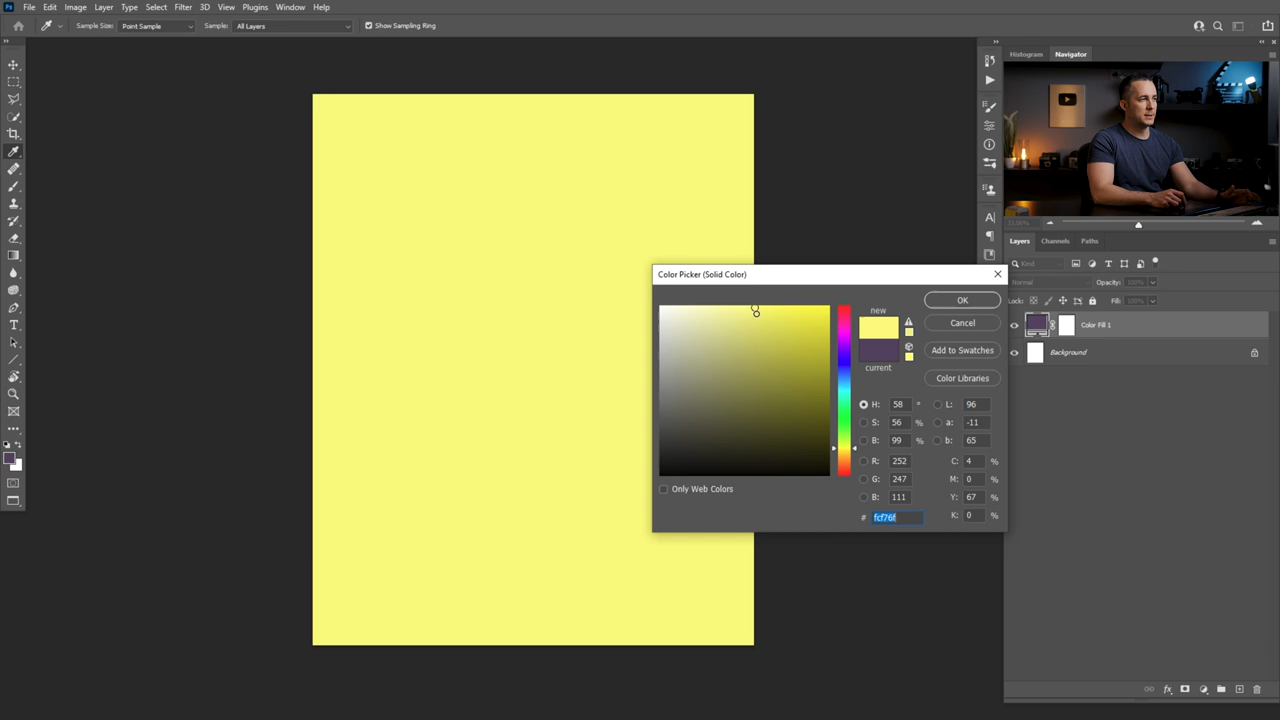 Ps File Edit Image Layer Type Select Filter 3D View Plugins Window Help
Sample Size: Point Sample Sample: All Layers Show Sampling Ring
Histogram Navigator
33.06%
Layers Channels Paths
Kind
Normal Opacity: 100%
Lock: Fill: 100%
Color Fill 1
Background
Color Picker (Solid Color)
new
current
OK
Cancel
Add to Swatches
Color Libraries
H: 58 ° L: 96
S: 56 % a: -11
B: 99 % b: 65
R: 252 C: 4 %
G: 247 M: 0 %
B: 111 Y: 67 %
# fcf76f K: 0 %
Only Web Colors